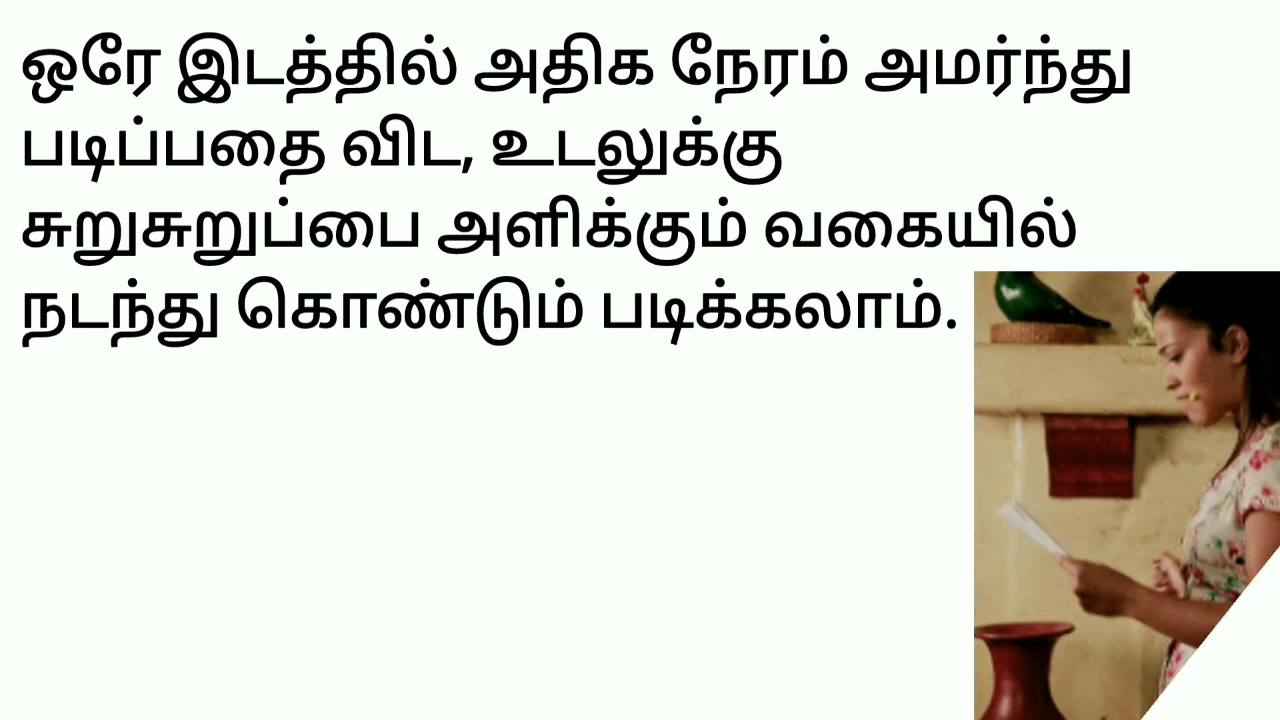 ஒரே இடத்தில் அதிக நேரம் அமர்ந்து
படிப்பதை விட, உடலுக்கு
சுறுசுறுப்பை அளிக்கும் வகையில்
நடந்து கொண்டும் படிக்கலாம்.